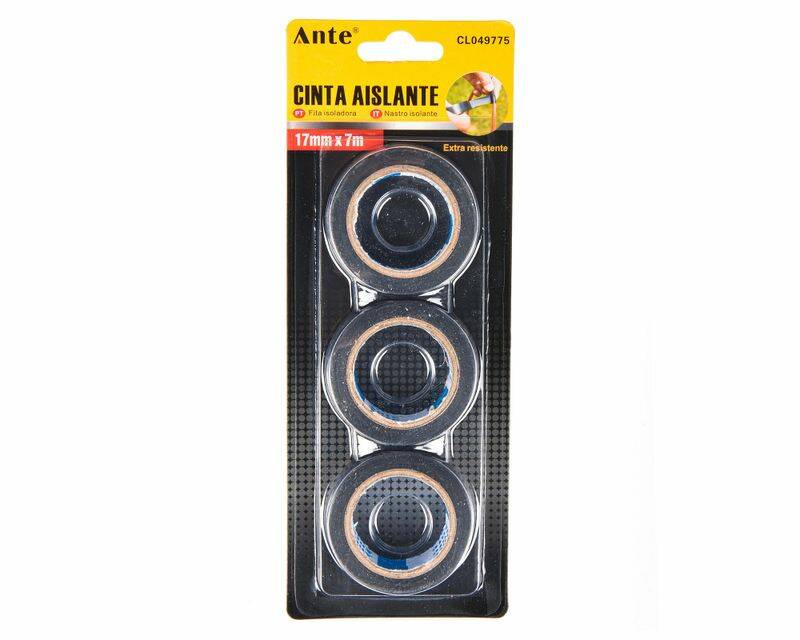 Ante®
CL049775
CINTA AISLANTE
PT Fita isoladora IT Nastro isolante
17mm x 7m
Extra resistente